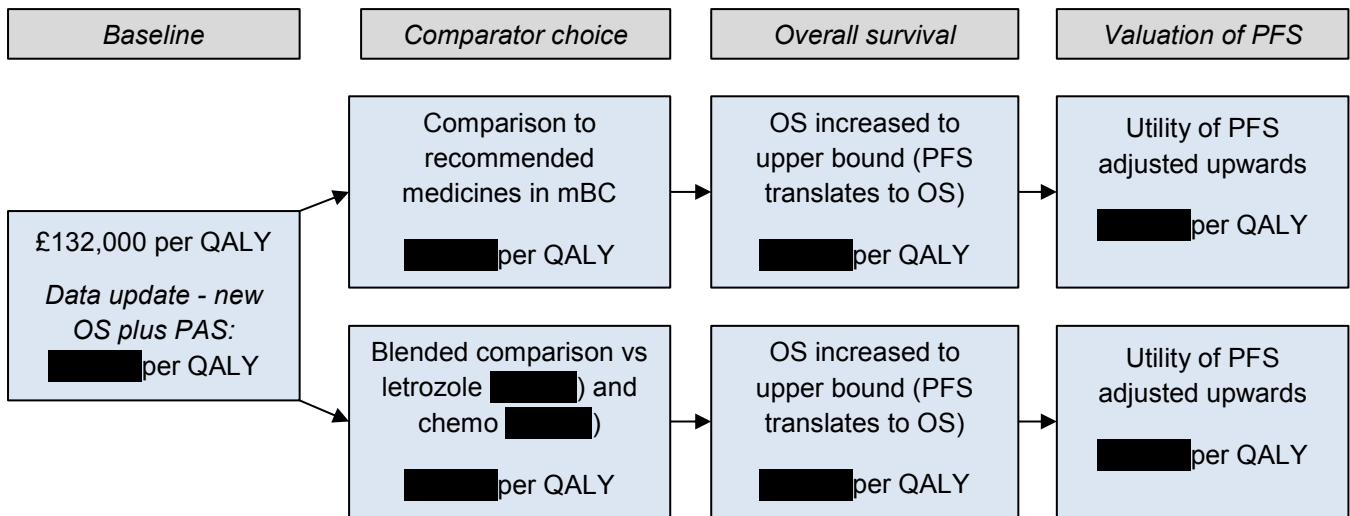 Baseline
Comparator choice
Overall survival
Valuation of PFS
£132,000 per QALY
Data update - new
OS plus PAS:
per QALY
Comparison to
recommended
medicines in mBC
per QALY
OS increased to
upper bound (PFS
translates to OS)
per QALY
Utility of PFS
adjusted upwards
per QALY
Blended comparison vs
letrozole ) and
chemo )
per QALY
OS increased to
upper bound (PFS
translates to OS)
per QALY
Utility of PFS
adjusted upwards
per QALY